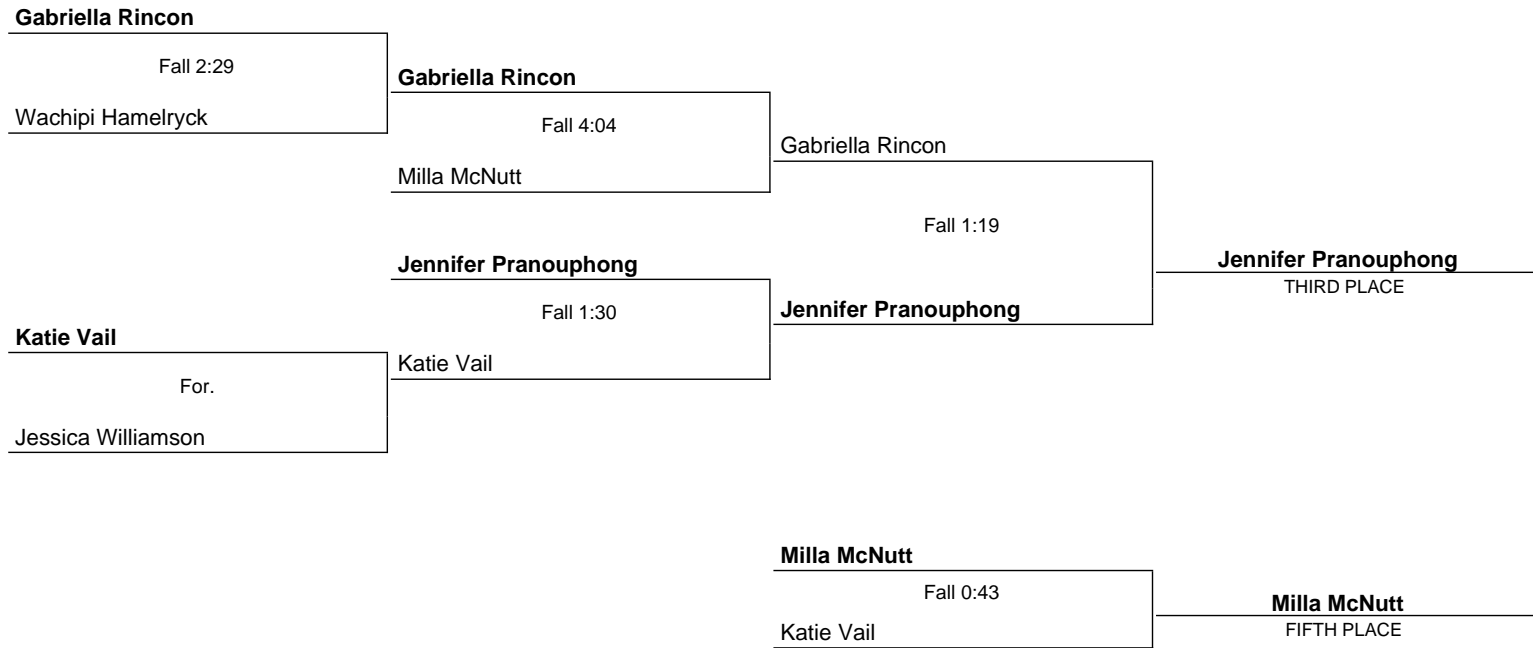 Gabriella Rincon
Fall 2:29
Wachipi Hamelryck
Gabriella Rincon
Fall 4:04
Milla McNutt
Gabriella Rincon
Fall 1:19
Jennifer Pranouphong
Fall 1:30
Katie Vail
Jennifer Pranouphong
Jennifer Pranouphong
THIRD PLACE
Katie Vail
For.
Jessica Williamson
Milla McNutt
Fall 0:43
Katie Vail
Milla McNutt
FIFTH PLACE